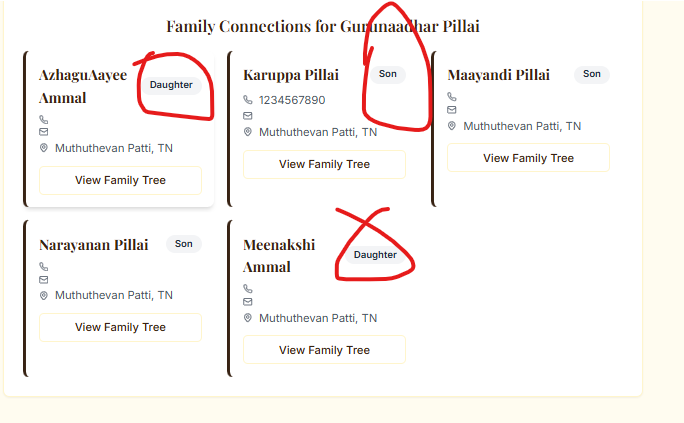 Family Connections for Gurunaadhar Pillai
AzhaguAayee
Ammal
Daughter
Muthuthevan Patti, TN
View Family Tree
Karuppa Pillai
Son
1234567890
Muthuthevan Patti, TN
View Family Tree
Maayandi Pillai
Son
Muthuthevan Patti, TN
View Family Tree
Narayanan Pillai
Son
Muthuthevan Patti, TN
View Family Tree
Meenakshi
Ammal
Daughter
Muthuthevan Patti, TN
View Family Tree